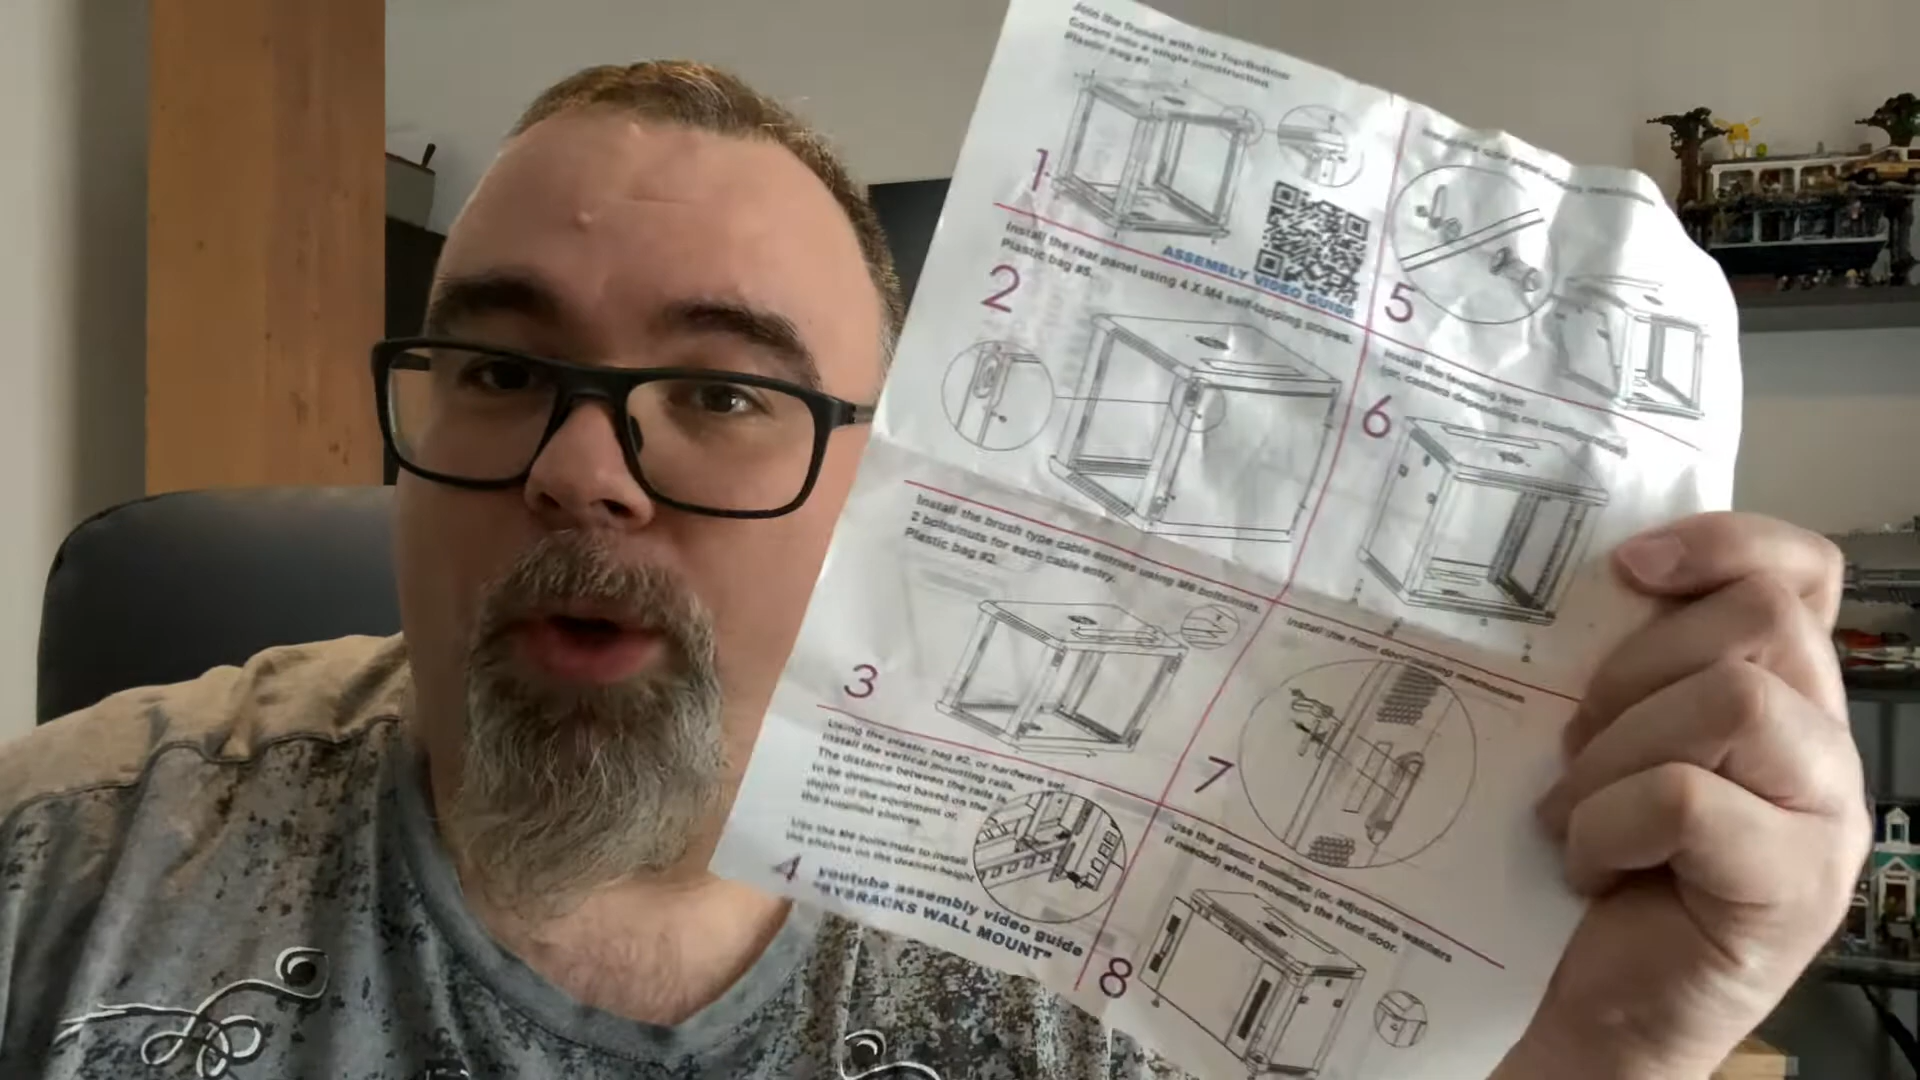 Join the frames with the Top/Bottom
Covers into a single construction
Plastic bag #1.
1
ASSEMBLY VIDEO GUIDE
Install the rear panel using 4 X M4 self-tapping screws.
Plastic bag #5.
2
Install the brush type cable entries using M6 bolts/nuts.
2 bolts/nuts for each cable entry.
Plastic bag #2.
3
Using the plastic bag #2, or hardware set
install the vertical mounting rails.
The distance between the rails is
to be determined based on the
depth of the equipment or,
the supplied shelves.
Use the M6 bolts/nuts to install
the shelves on the desired height
4
youtube assembly video guide
RACKS WALL MOUNT"
5
Install the leveling feet
(or, casters depending on configuration)
6
Install the front door locking mechanism.
7
Use the plastic bushings (or, adjustable washers
if needed) when mounting the front door.
8